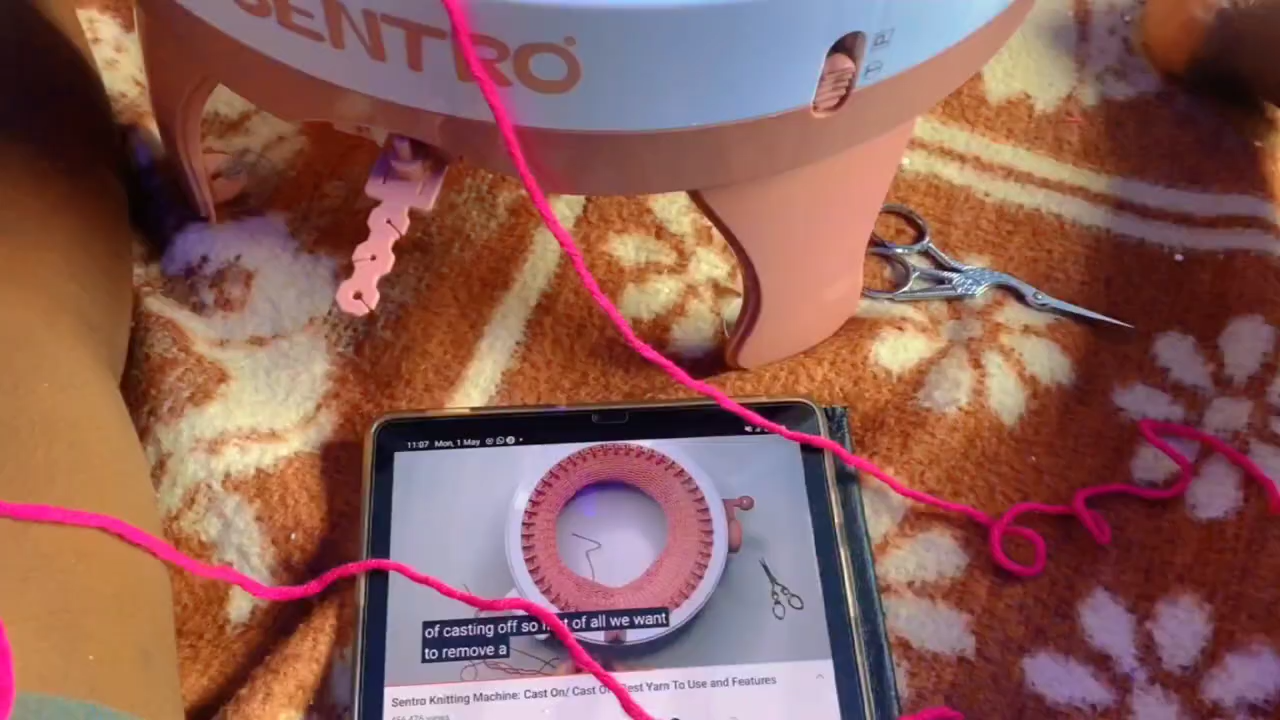 SENTRO
T P
11:07 Mon, 1 May
of casting off so of all we want
to remove a
Sentro Knitting Machine: Cast On/ Cast Best Yarn To Use and Features
views